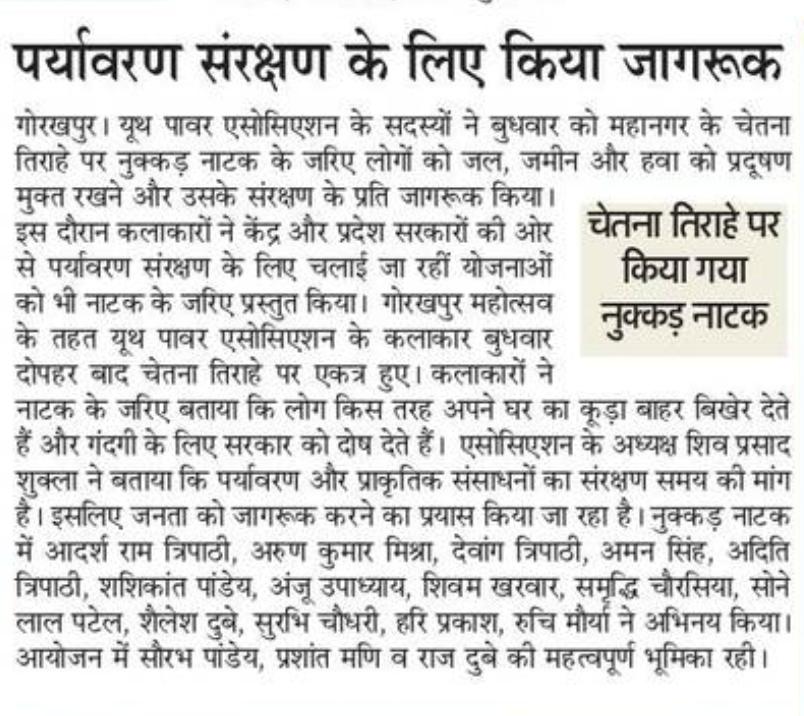 पर्यावरण संरक्षण के लिए किया जागरूक
गोरखपुर। यूथ पावर एसोसिएशन के सदस्यों ने बुधवार को महानगर के चेतना
तिराहे पर नुक्कड़ नाटक के जरिए लोगों को जल, जमीन और हवा को प्रदूषण
मुक्त रखने और उसके संरक्षण के प्रति जागरूक किया।
इस दौरान कलाकारों ने केंद्र और प्रदेश सरकारों की ओर
से पर्यावरण संरक्षण के लिए चलाई जा रहीं योजनाओं
को भी नाटक के जरिए प्रस्तुत किया। गोरखपुर महोत्सव
के तहत यूथ पावर एसोसिएशन के कलाकार बुधवार
दोपहर बाद चेतना तिराहे पर एकत्र हुए। कलाकारों ने
चेतना तिराहे पर
किया गया
नुक्कड़ नाटक
नाटक के जरिए बताया कि लोग किस तरह अपने घर का कूड़ा बाहर बिखेर देते
हैं और गंदगी के लिए सरकार को दोष देते हैं। एसोसिएशन के अध्यक्ष शिव प्रसाद
शुक्ला ने बताया कि पर्यावरण और प्राकृतिक संसाधनों का संरक्षण समय की मांग
है। इसलिए जनता को जागरूक करने का प्रयास किया जा रहा है। नुक्कड़ नाटक
में आदर्श राम त्रिपाठी, अरुण कुमार मिश्रा, देवांग त्रिपाठी, अमन सिंह, अदिति
त्रिपाठी, शशिकांत पांडेय, अंजू उपाध्याय, शिवम खरवार, समृद्धि चौरसिया, सोने
लाल पटेल, शैलेश दुबे, सुरभि चौधरी, हरि प्रकाश, रुचि मौर्या ने अभिनय किया।
आयोजन में सौरभ पांडेय, प्रशांत मणि व राज दुबे की महत्वपूर्ण भूमिका रही।